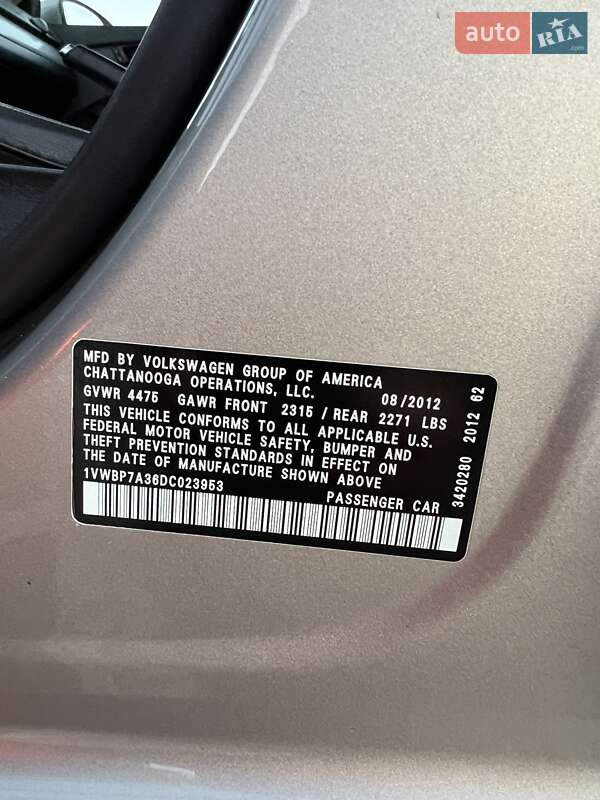 auto RIA.com
MFD BY VOLKSWAGEN GROUP OF AMERICA
CHATTANOOGA OPERATIONS, LLC. 08/2012
GVWR 4475 GAWR FRONT 2315 / REAR 2271 LBS
THIS VEHICLE CONFORMS TO ALL APPLICABLE U.S.
FEDERAL MOTOR VEHICLE SAFETY, BUMPER AND
THEFT PREVENTION STANDARDS IN EFFECT ON
THE DATE OF MANUFACTURE SHOWN ABOVE
1VWBP7A36DC023953 PASSENGER CAR
3420280 2012 62